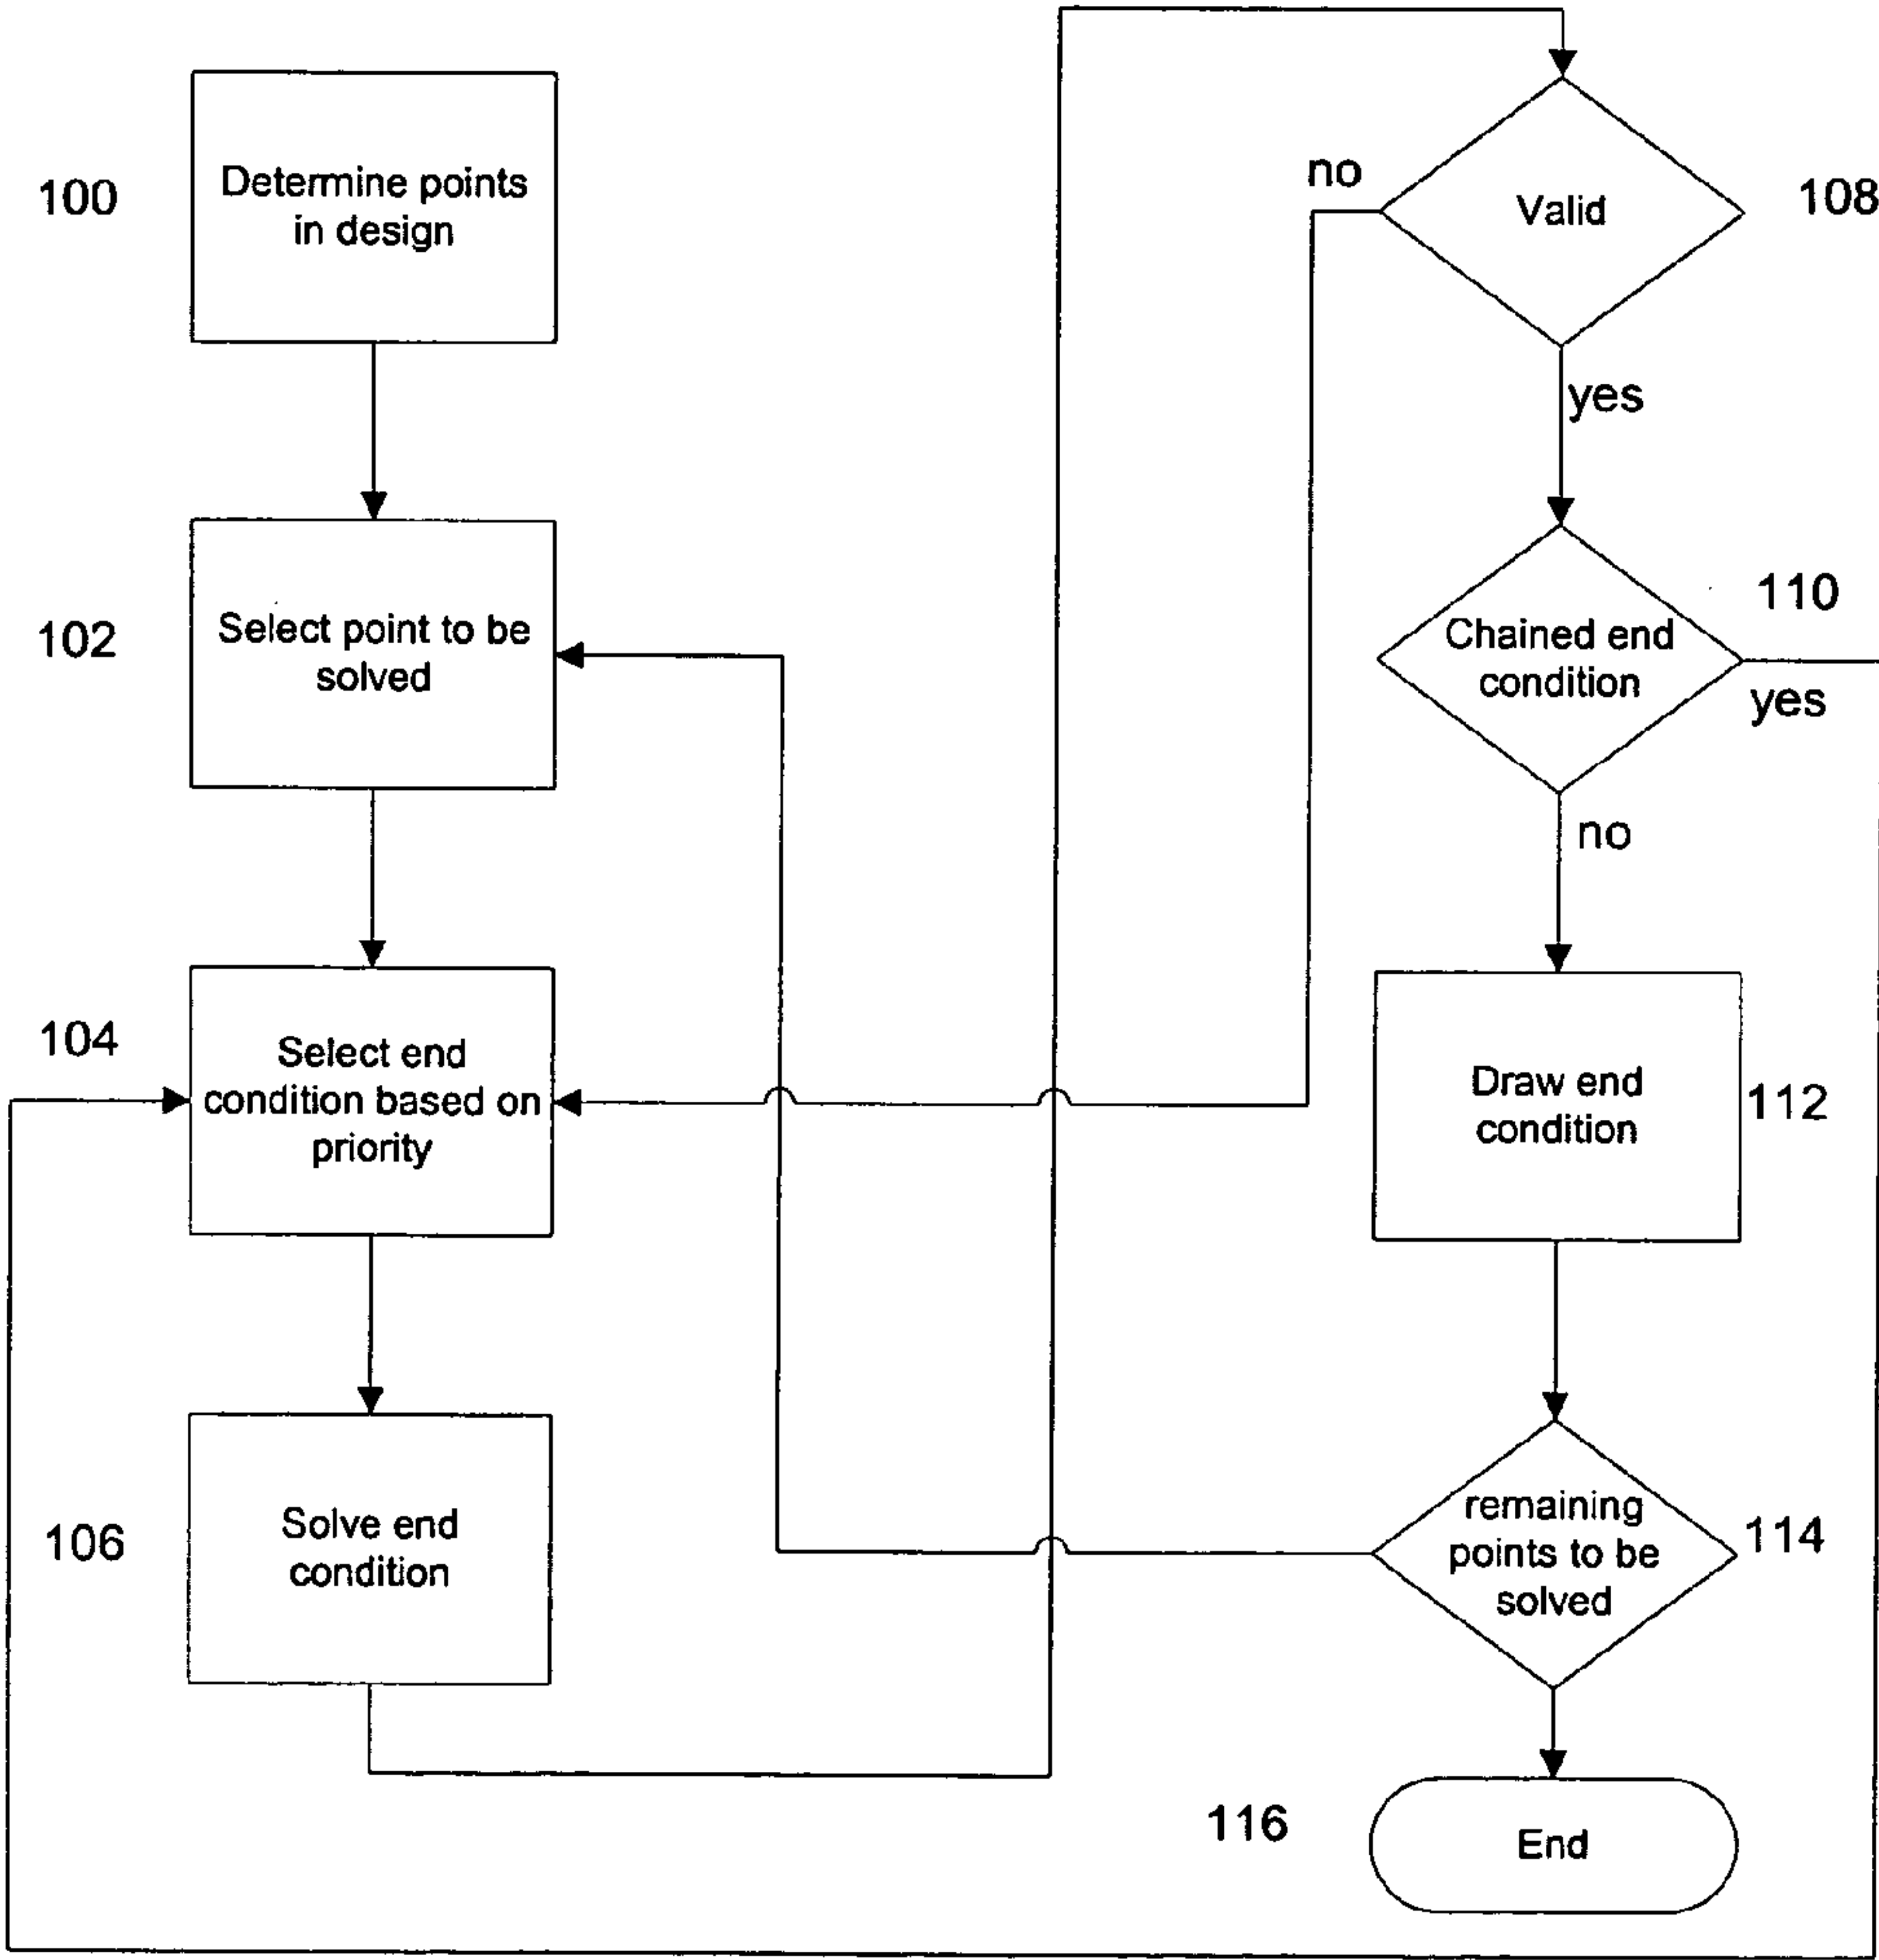 100
Determine points
in design
102
Select point to be
solved
104
Select end
condition based on
priority
106
Solve end
condition
no
Valid
108
yes
110
Chained end
condition
yes
no
Draw end
condition
112
remaining
points to be
solved
114
116
End